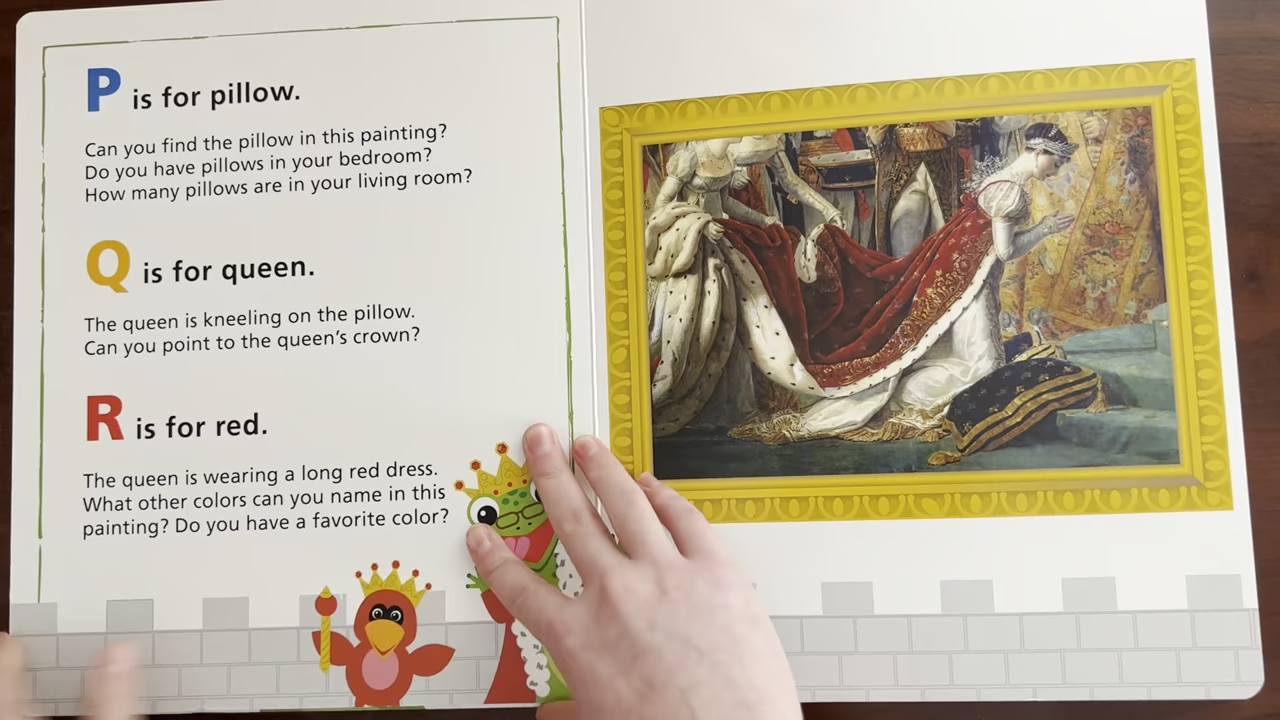 P is for pillow.
Can you find the pillow in this painting?
Do you have pillows in your bedroom?
How many pillows are in your living room?
Q is for queen.
The queen is kneeling on the pillow.
Can you point to the queen's crown?
R is for red.
The queen is wearing a long red dress.
What other colors can you name in this
painting? Do you have a favorite color?